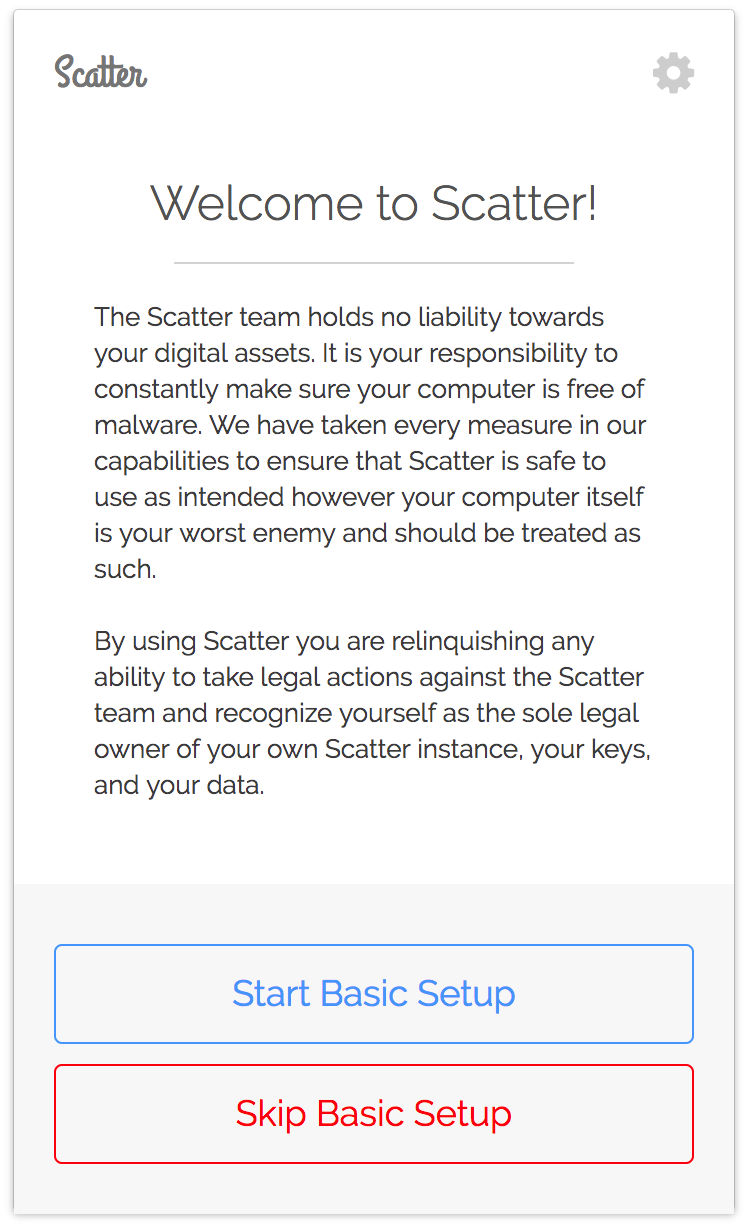 Scatter
Welcome to Scatter!
The Scatter team holds no liability towards
your digital assets. It is your responsibility to
constantly make sure your computer is free of
malware. We have taken every measure in our
capabilities to ensure that Scatter is safe to
use as intended however your computer itself
is your worst enemy and should be treated as
such.
By using Scatter you are relinquishing any
ability to take legal actions against the Scatter
team and recognize yourself as the sole legal
owner of your own Scatter instance, your keys,
and your data.
Start Basic Setup
Skip Basic Setup